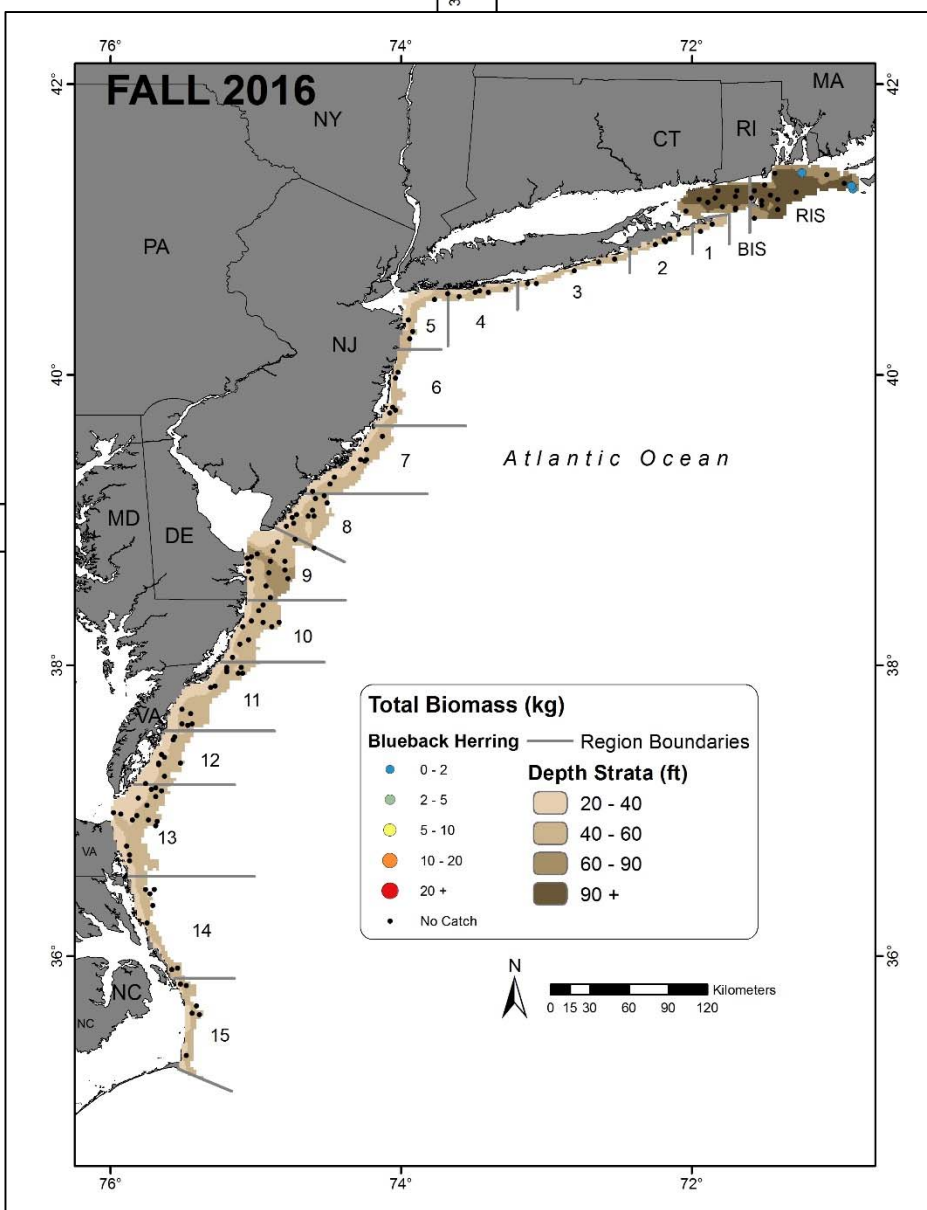 3
76°
74°
72°
FALL 2016
42°
42°
MA
NY
RI
CT
PA
RIS
BIS
1
2
3
4
5
NJ
40°
40°
6
Atlantic Ocean
7
MD
DE
8
9
10
38°
38°
11
VA
12
13
VA
14
36°
36°
NC
NC
15
Total Biomass (kg)
Blueback Herring
Region Boundaries
0 - 2
Depth Strata (ft)
2 - 5
20 - 40
5 - 10
40 - 60
10 - 20
60 - 90
20 +
90 +
No Catch
N
Kilometers
0 15 30 60 90 120
76°
74°
72°